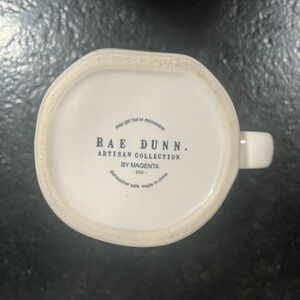 may get hot in microwave.
RAE DUNN.
ARTISAN COLLECTION
BY MAGENTA
- 202 -
dishwasher safe. made in china.